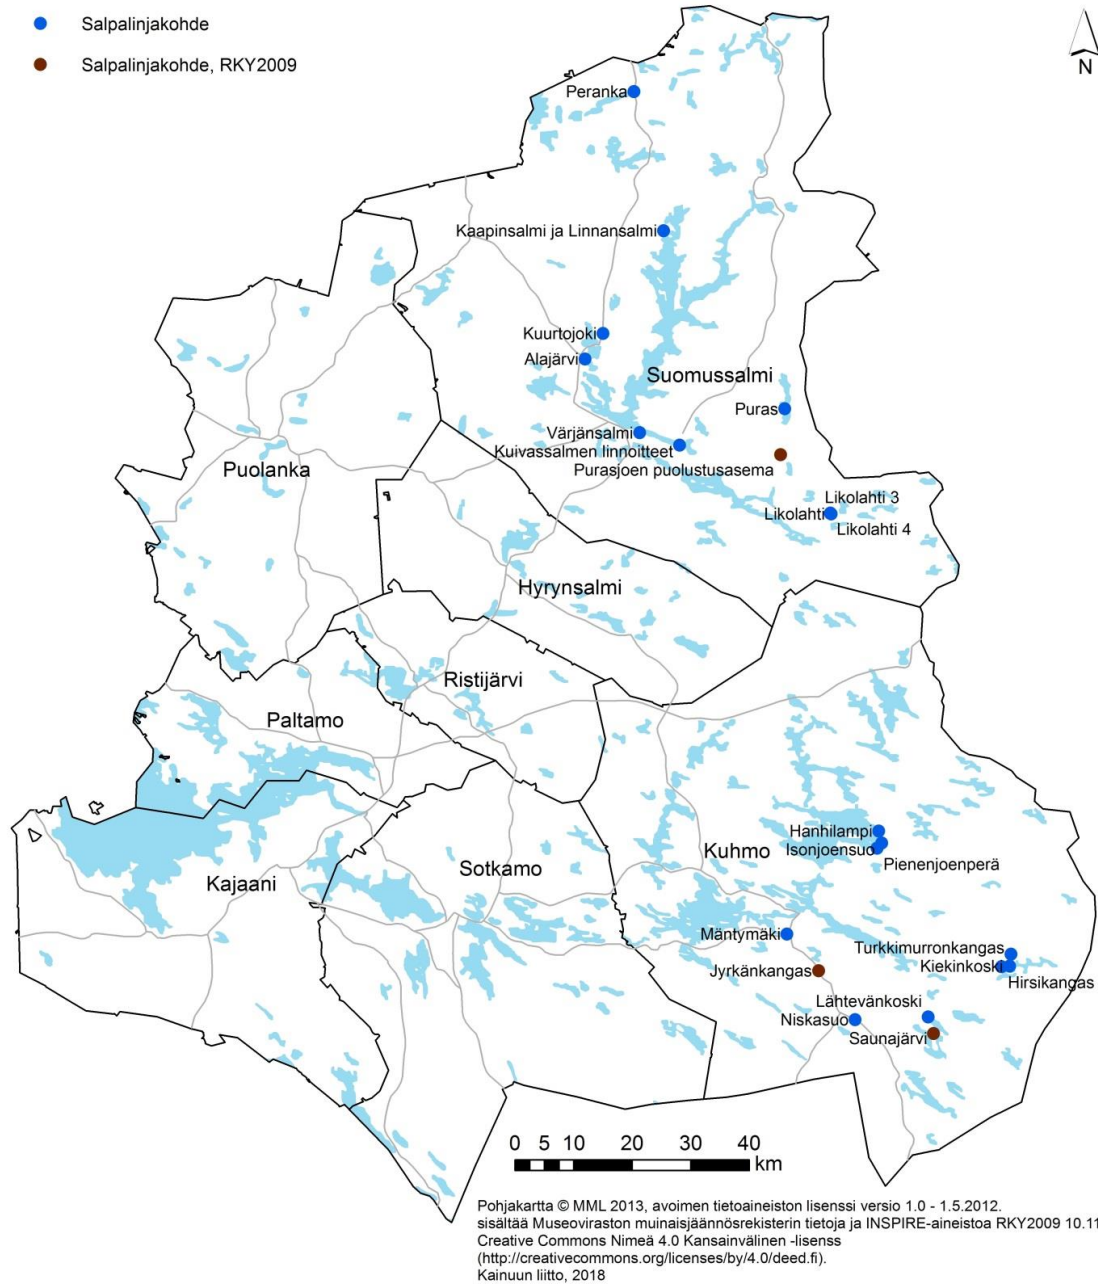 Salpalinjakohde
Salpalinjakohde, RKY2009
N
Peranka
Kaapinsalmi ja Linnansalmi
Kuurtojoki
Alajärvi
Suomussalmi
Puras
Värjänsalmi
Kuivassalmen linnoitteet
Purasjoen puolustusasema
Puolanka
Likolahti 3
Likolahti
Likolahti 4
Hyrynsalmi
Ristijärvi
Paltamo
Hanhilampi
Isonjoensuo
Kuhmo
Pienenjoenperä
Sotkamo
Kajaani
Mäntymäki
Turkkimurronkangas
Kiekinkoski
Jyrkänkangas
Hirsikangas
Lähtevänkoski
Niskasuo
Saunajärvi
0 5 10 20 30 40
km
Pohjakartta © MML 2013, avoimen tietoaineiston lisenssi versio 1.0 - 1.5.2012.
sisältää Museoviraston muinaisjäännösrekisterin tietoja ja INSPIRE-aineistoa RKY2009 10.11
Creative Commons Nimeä 4.0 Kansainvälinen -lisenss
(http://creativecommons.org/licenses/by/4.0/deed.fi).
Kainuun liitto, 2018